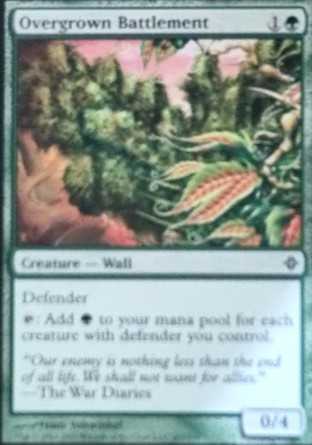 Overgrown Battlement 1
Creature — Wall
Defender
: Add to your mana pool for each
creature with defender you control.
"Our enemy is nothing less than the end
of all life. We shall not want for allies."
—The War Diaries
0/4